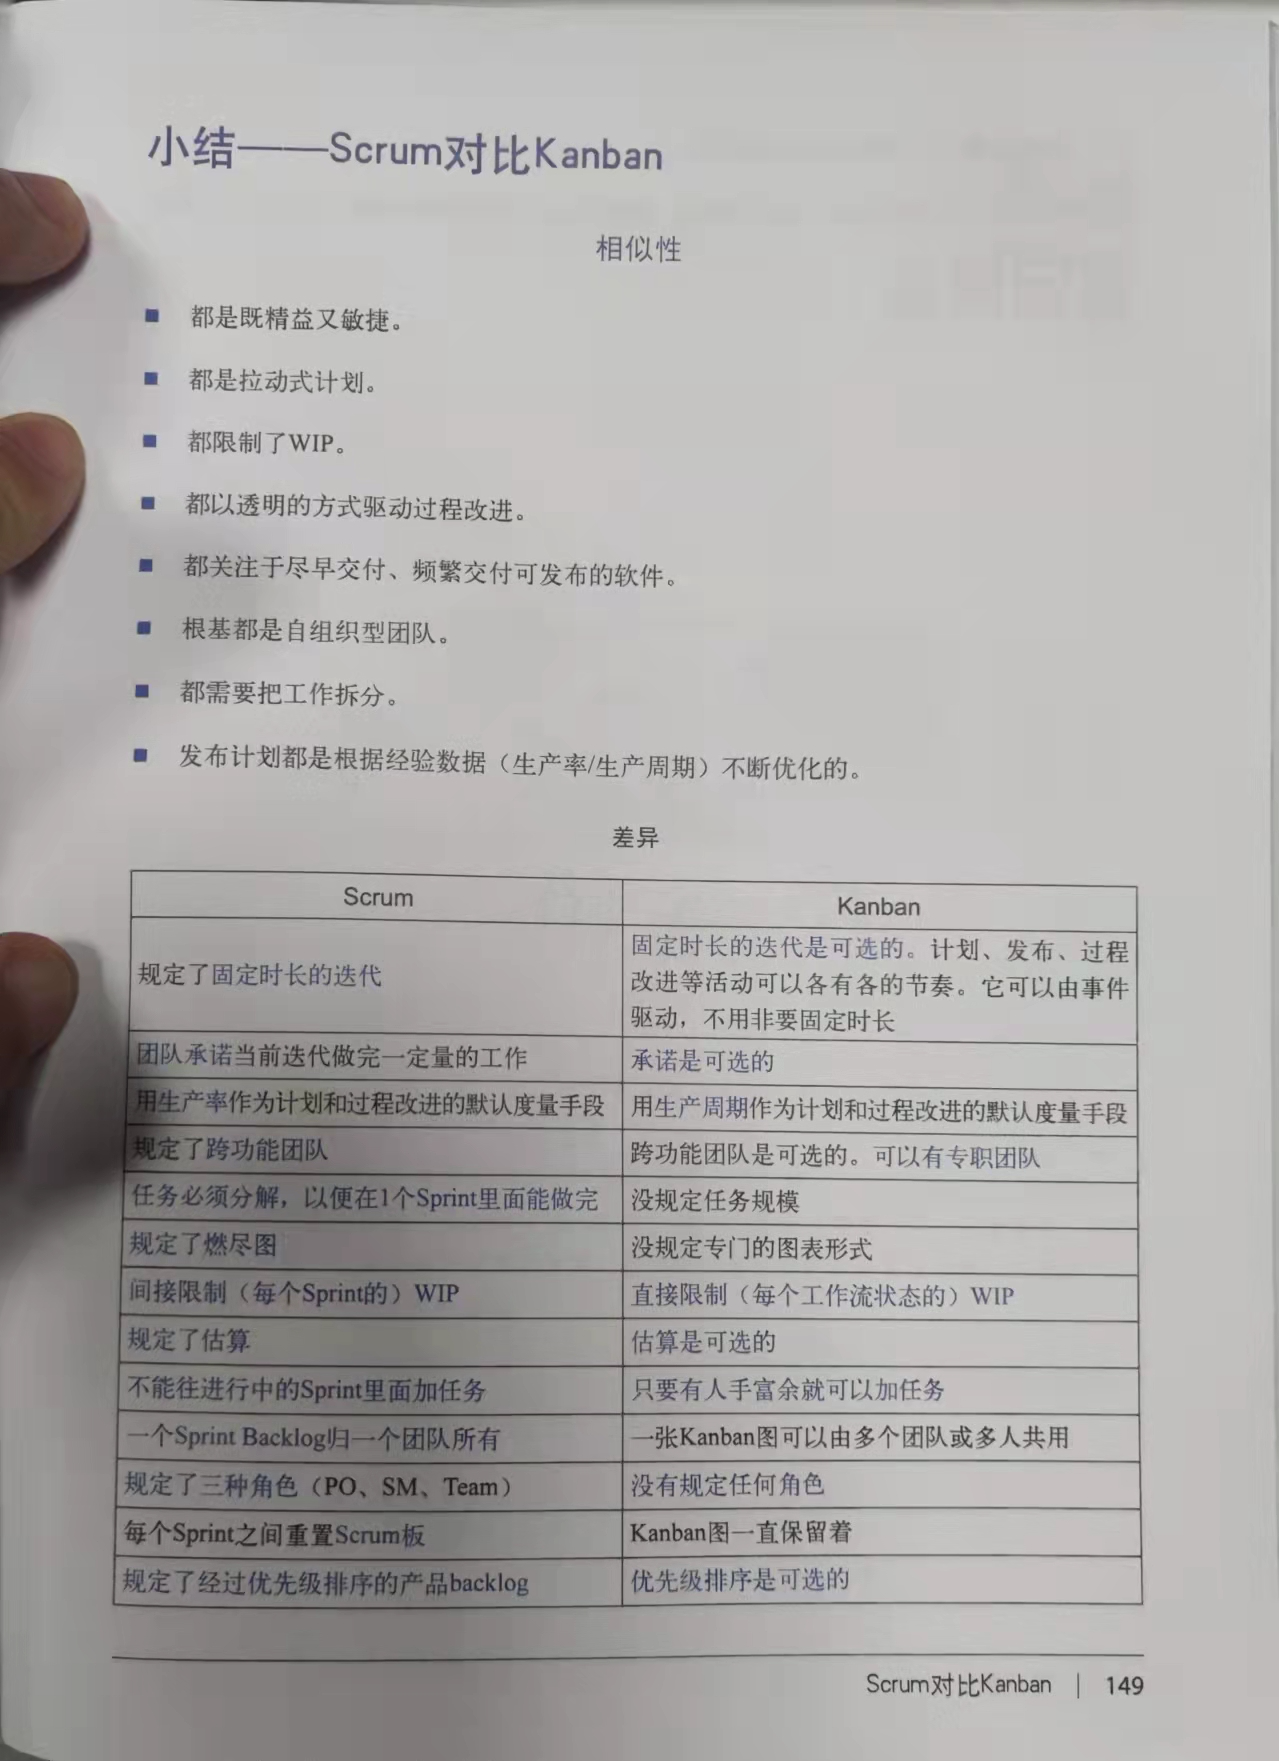 小结——Scrum对比Kanban
相似性
■ 都是既精益又敏捷。
■ 都是拉动式计划。
■ 都限制了WIP。
■ 都以透明的方式驱动过程改进。
■ 都关注于尽早交付、频繁交付可发布的软件。
■ 根基都是自组织型团队。
■ 都需要把工作拆分。
■ 发布计划都是根据经验数据（生产率/生产周期）不断优化的。
差异
Scrum Kanban
规定了固定时长的迭代
固定时长的迭代是可选的。计划、发布、过程
改进等活动可以各有各的节奏。它可以由事件
驱动，不用非要固定时长
团队承诺当前迭代做完一定量的工作 承诺是可选的
用生产率作为计划和过程改进的默认度量手段 用生产周期作为计划和过程改进的默认度量手段
规定了跨功能团队 跨功能团队是可选的。可以有专职团队
任务必须分解，以便在1个Sprint里面能做完 没规定任务规模
规定了燃尽图 没规定专门的图表形式
间接限制（每个Sprint的）WIP 直接限制（每个工作流状态的）WIP
规定了估算 估算是可选的
不能往进行中的Sprint里面加任务 只要有人手富余就可以加任务
一个Sprint Backlog归一个团队所有 一张Kanban图可以由多个团队或多人共用
规定了三种角色（PO、SM、Team） 没有规定任何角色
每个Sprint之间重置Scrum板 Kanban图一直保留着
规定了经过优先级排序的产品backlog 优先级排序是可选的
Scrum对比Kanban | 149